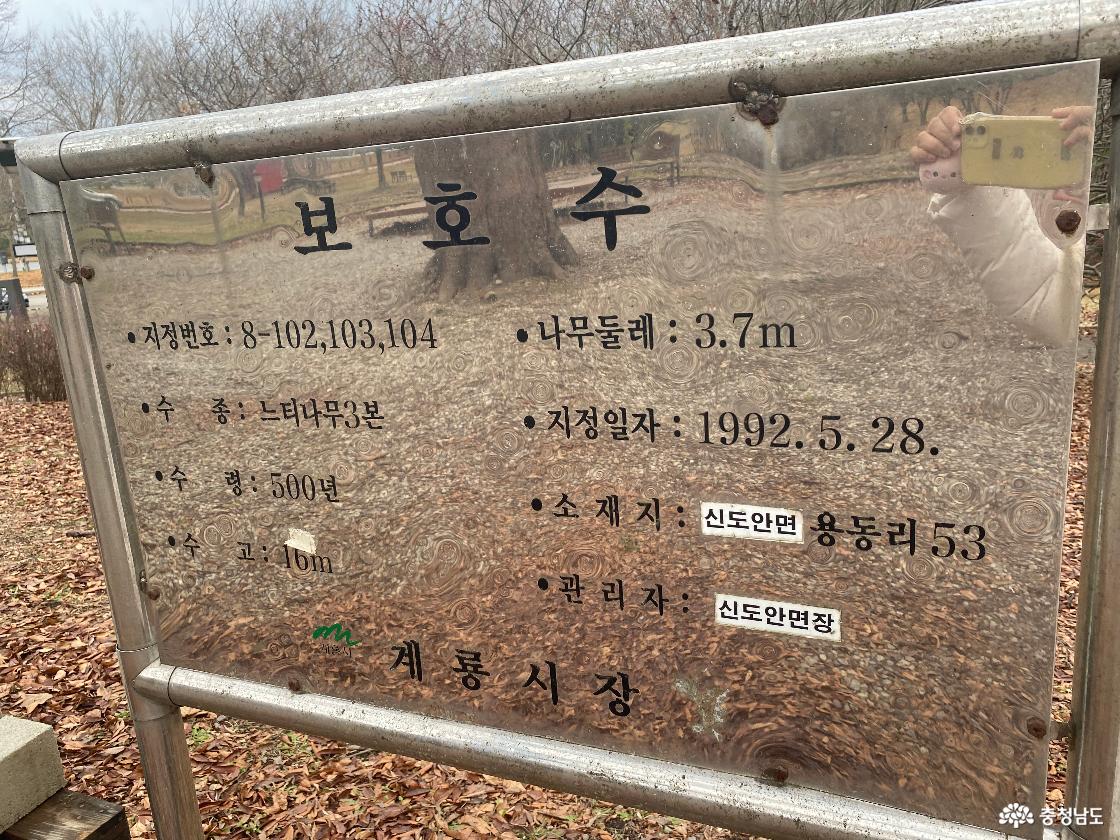 보 호 수
• 지정번호 : 8-102,103,104
• 수 종 : 느티나무3본
• 수 령 : 500년
• 수 고 : 16m
• 나무둘레 : 3.7m
• 지정일자 : 1992. 5. 28.
• 소 재 지 : 신도안면 용동리 53
• 관 리 자 : 신도안면장
계룡시
계 룡 시 장
충청남도